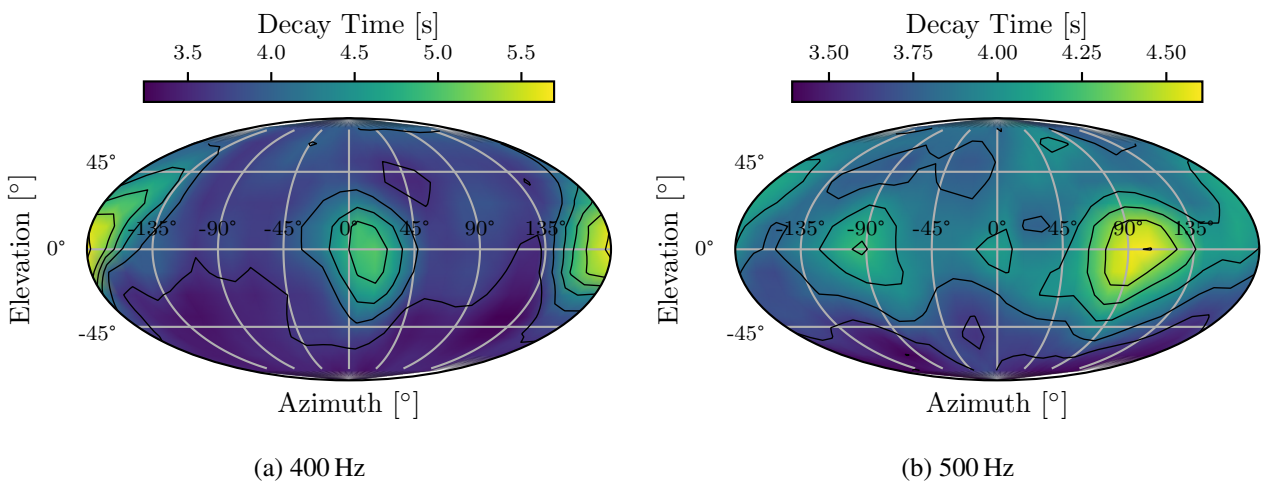 Decay Time [s]
3.5 4.0 4.5 5.0 5.5
45°
0°
-45°
-135° -90° -45° 0° 45° 90° 135°
Elevation [°]
Azimuth [°]
(a) 400 Hz
Decay Time [s]
3.50 3.75 4.00 4.25 4.50
45°
0°
-45°
-135° -90° -45° 0° 45° 90° 135°
Elevation [°]
Azimuth [°]
(b) 500 Hz